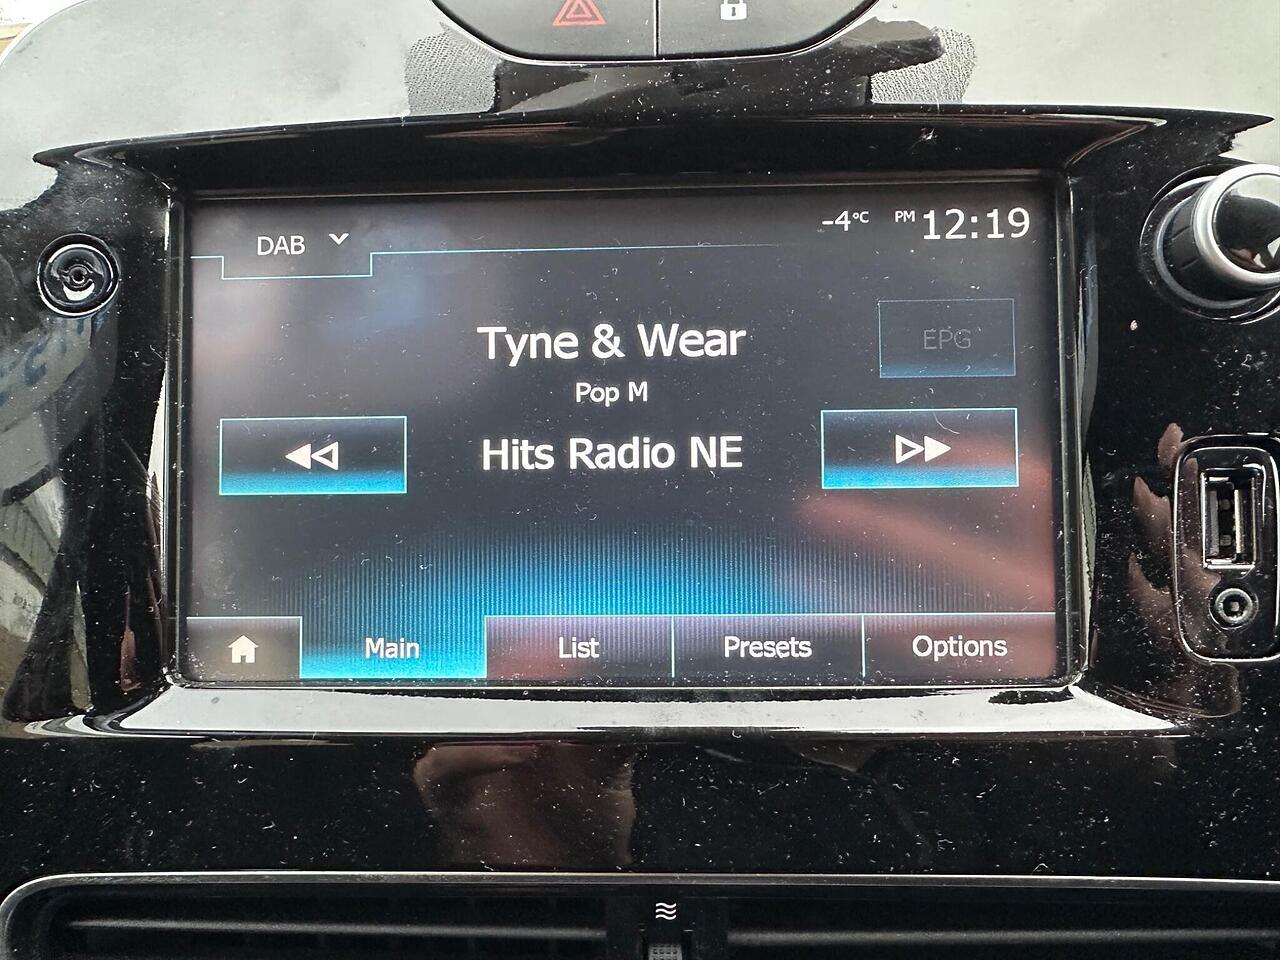 DAB
-4°C PM 12:19
Tyne & Wear
EPG
Pop M
Hits Radio NE
Main List Presets Options